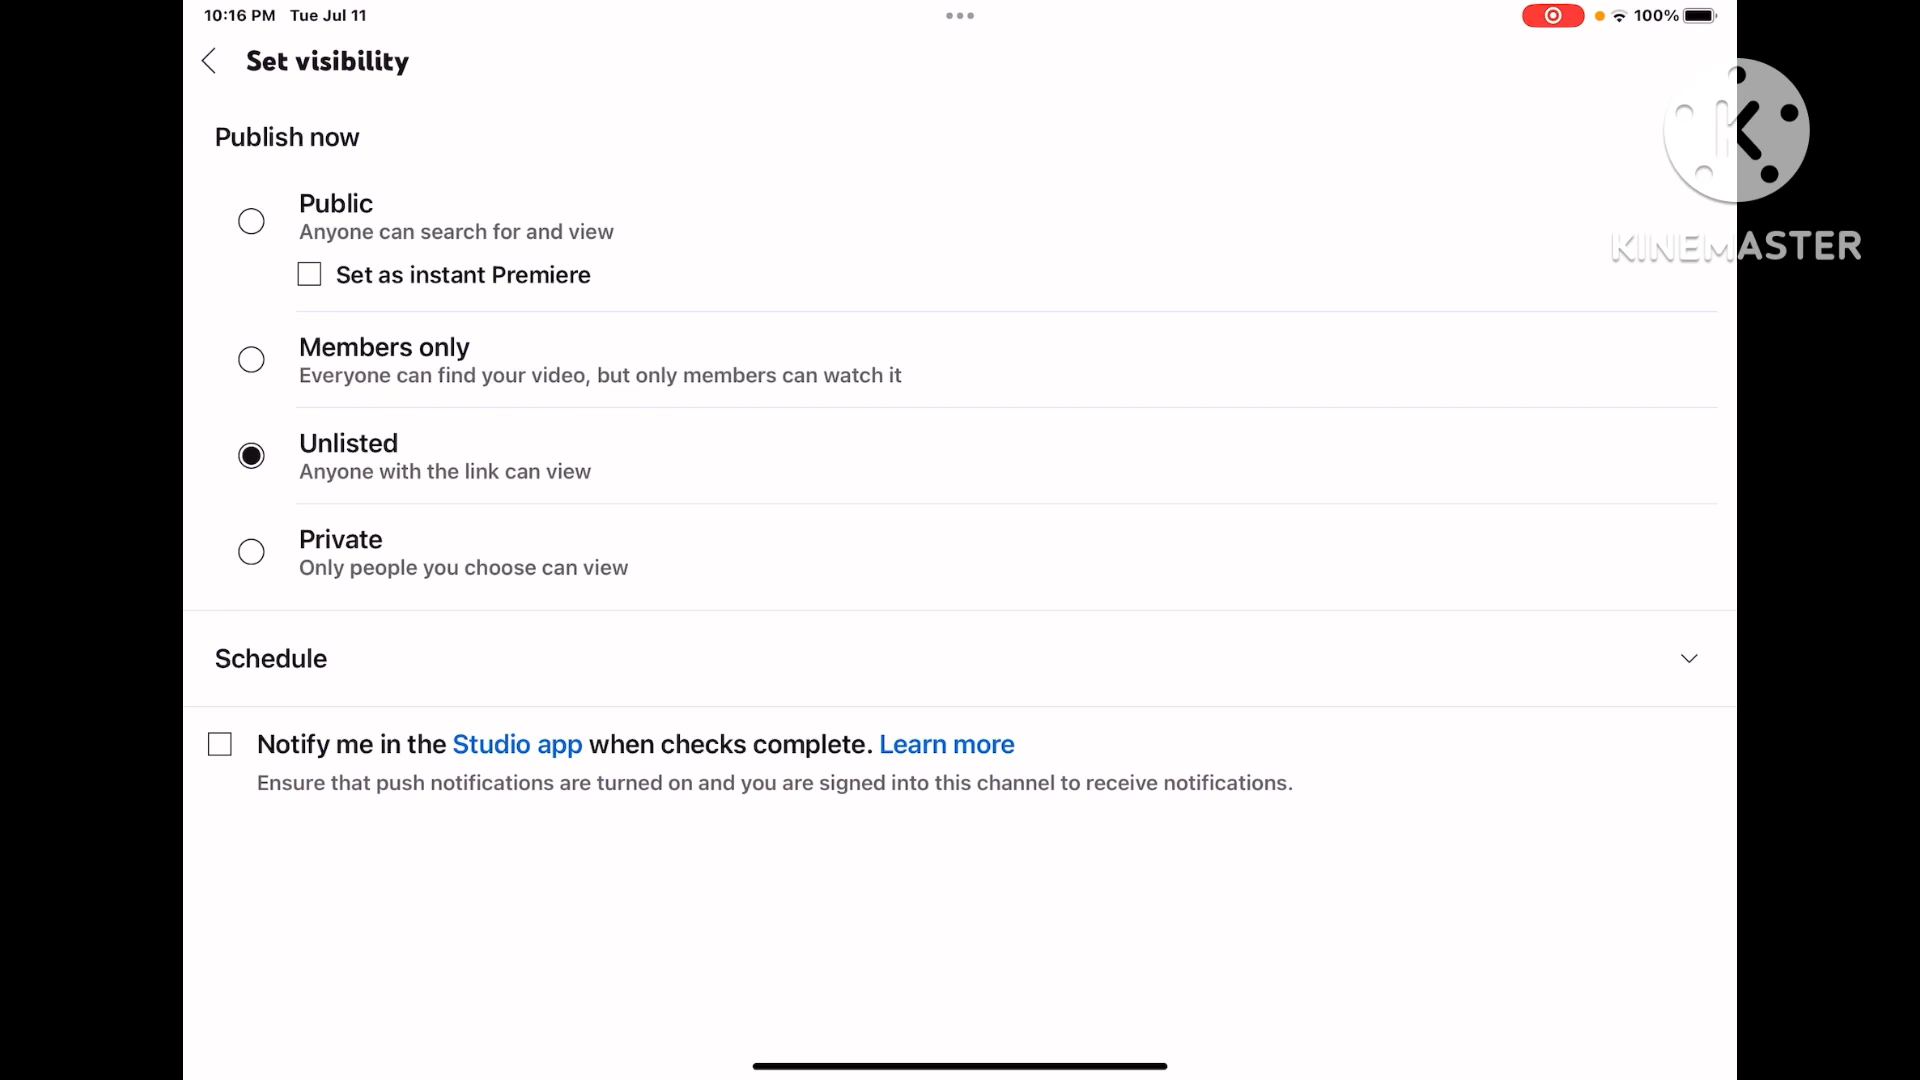 10:16 PM Tue Jul 11
100%
Set visibility
Publish now
Public
Anyone can search for and view
Set as instant Premiere
Members only
Everyone can find your video, but only members can watch it
Unlisted
Anyone with the link can view
Private
Only people you choose can view
Schedule
Notify me in the Studio app when checks complete. Learn more
Ensure that push notifications are turned on and you are signed into this channel to receive notifications.
K
KINEMASTER